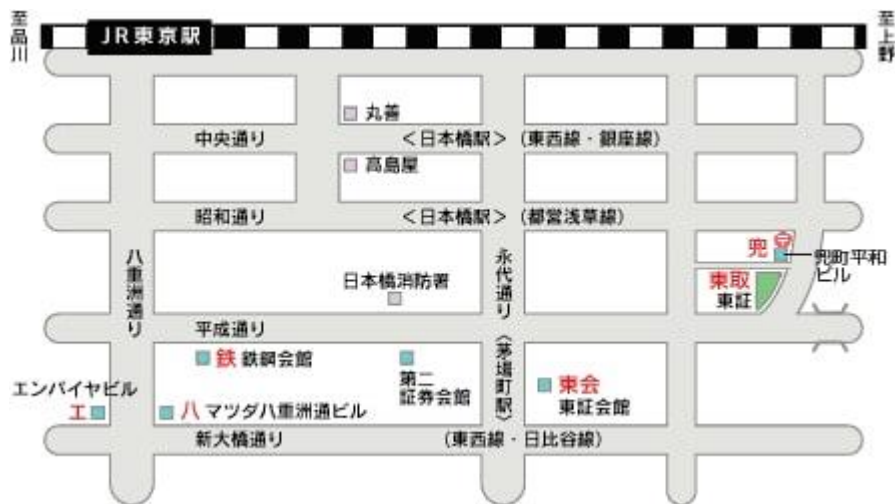 至品川
JR東京駅
至上野
丸善
中央通り
＜日本橋駅＞（東西線・銀座線）
高島屋
昭和通り
＜日本橋駅＞（都営浅草線）
八重洲通り
永代通り
＜茅場町駅＞
兜
兜町平和
ビル
東取
東証
日本橋消防署
平成通り
鉄 鉄鋼会館
第二
証券会館
東会
東証会館
エンパイヤビル
エ
八 マツダ八重洲通ビル
新大橋通り
（東西線・日比谷線）